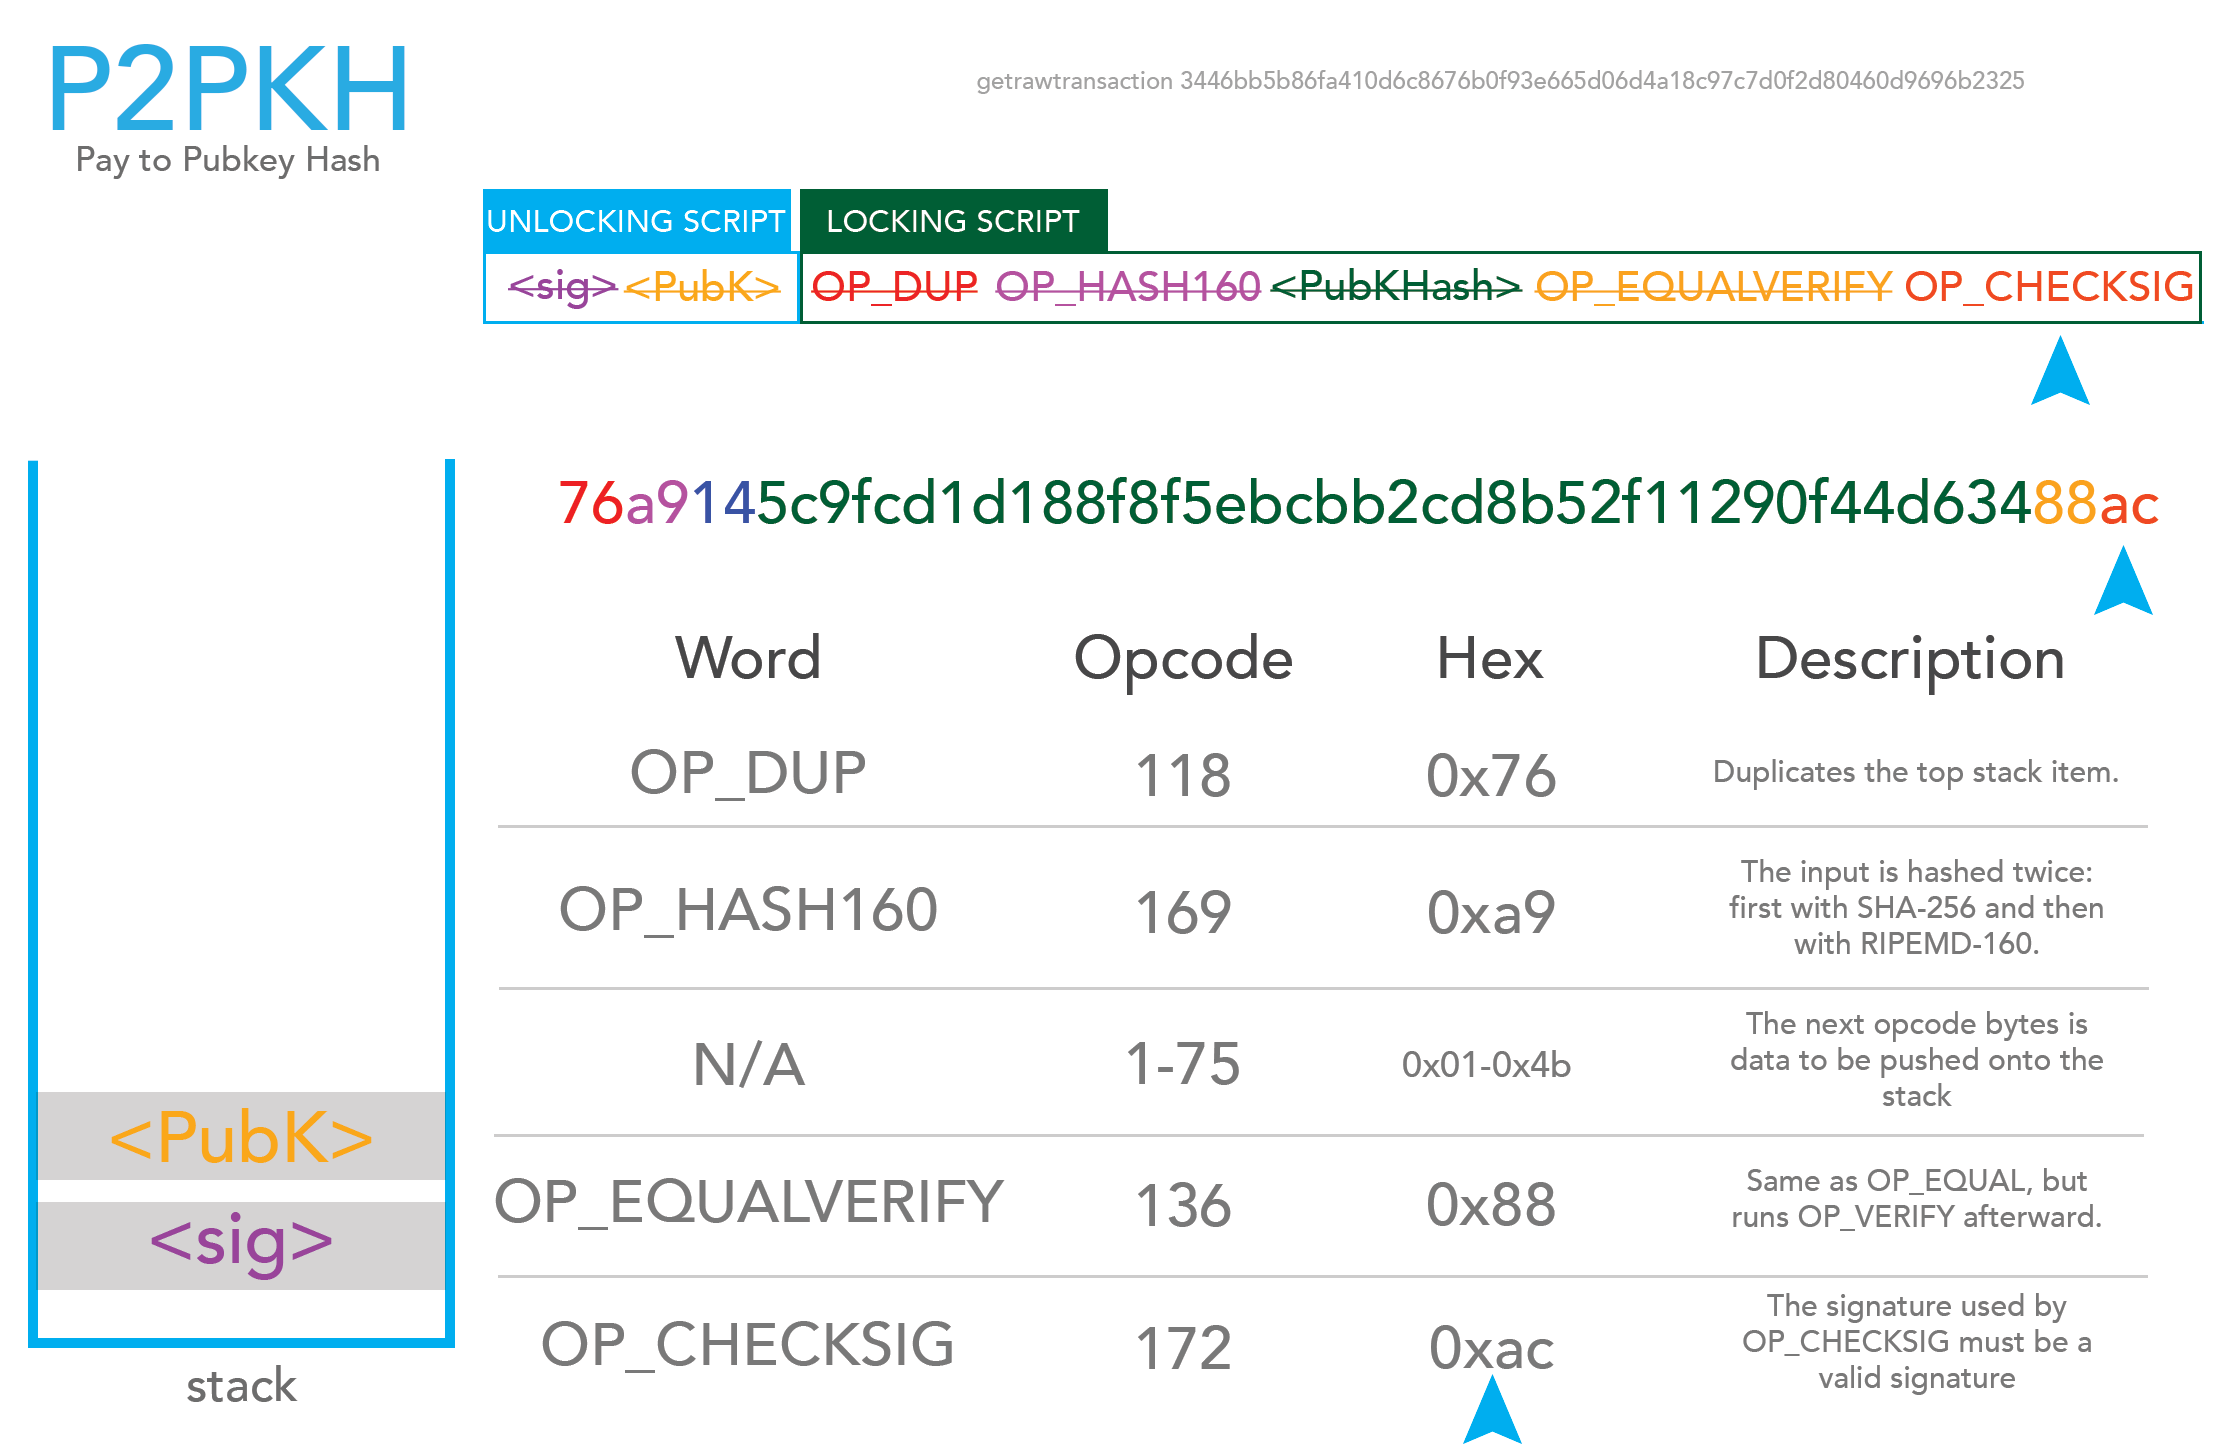 P2PKH
Pay to Pubkey Hash
getrawtransaction 3446bb5b86fa410d6c8676b0f93e665d06d4a18c97c7d0f2d80460d9696b2325
UNLOCKING SCRIPT LOCKING SCRIPT
<sig> <PubK> OP_DUP OP_HASH160 <PubKHash> OP_EQUALVERIFY OP_CHECKSIG
76a9145c9fcd1d188f8f5ebcbb2cd8b52f11290f44d63488ac
Word Opcode Hex Description
OP_DUP 118 0x76 Duplicates the top stack item.
OP_HASH160 169 0xa9 The input is hashed twice:
first with SHA-256 and then
with RIPEMD-160.
N/A 1-75 0x01-0x4b The next opcode bytes is
data to be pushed onto the
stack
OP_EQUALVERIFY 136 0x88 Same as OP_EQUAL, but
runs OP_VERIFY afterward.
OP_CHECKSIG 172 0xac The signature used by
OP_CHECKSIG must be a
valid signature
<PubK>
<sig>
stack